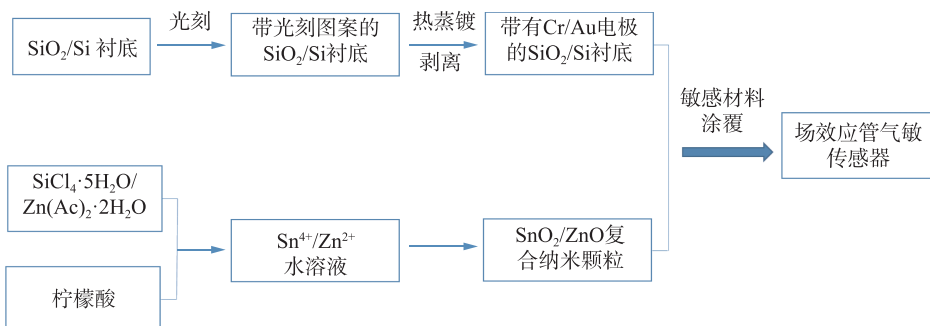 SiO₂/Si 衬底
光刻
带光刻图案的
SiO₂/Si衬底
热蒸镀
剥离
带有Cr/Au电极
的SiO₂/Si衬底
敏感材料
涂覆
场效应管气敏
传感器
SiCl₄·5H₂O/
Zn(Ac)₂·2H₂O
柠檬酸
Sn⁴⁺/Zn²⁺
水溶液
SnO₂/ZnO复
合纳米颗粒